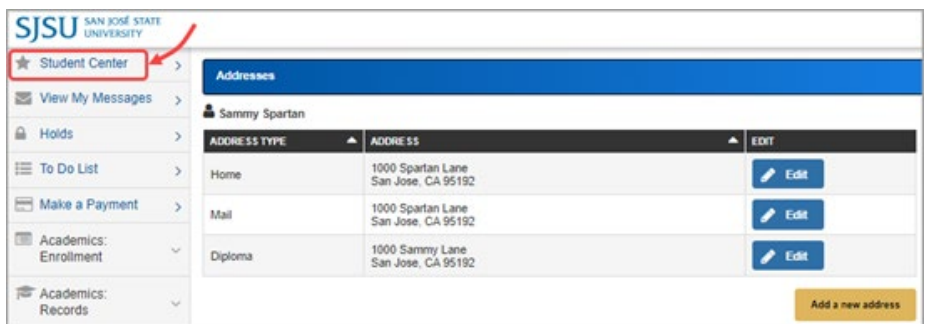 SJSU SAN JOSÉ STATE
UNIVERSITY
Student Center
View My Messages
Holds
To Do List
Make a Payment
Academics:
Enrollment
Academics:
Records
Addresses
Sammy Spartan
ADDRESS TYPE ADDRESS EDIT
Home 1000 Spartan Lane
San Jose, CA 95192 Edit
Mail 1000 Spartan Lane
San Jose, CA 95192 Edit
Diploma 1000 Sammy Lane
San Jose, CA 95192 Edit
Add a new address